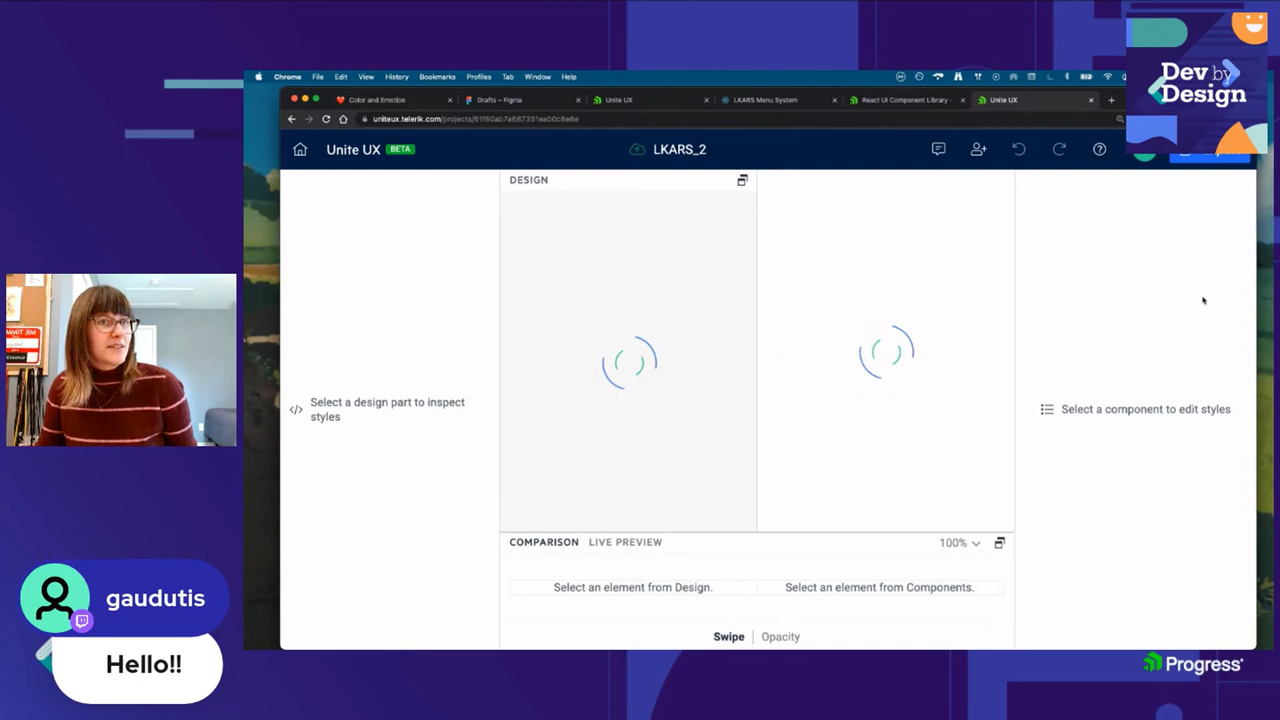 Chrome File Edit View History Bookmarks Profiles Tab Window Help
Dev by
Design
Color and Emotion
Drafts – Figma
Unite UX
LKARS Menu System
React UI Component Library -
Unite UX
uniteux.telerik.com/projects/61f80ab7a687351ea00c8e6e
Unite UX BETA
LKARS_2
DESIGN
Select a design part to inspect
styles
Select a component to edit styles
COMPARISON LIVE PREVIEW
100%
Select an element from Design.
Select an element from Components.
Swipe | Opacity
gaudutis
Hello!!
Progress